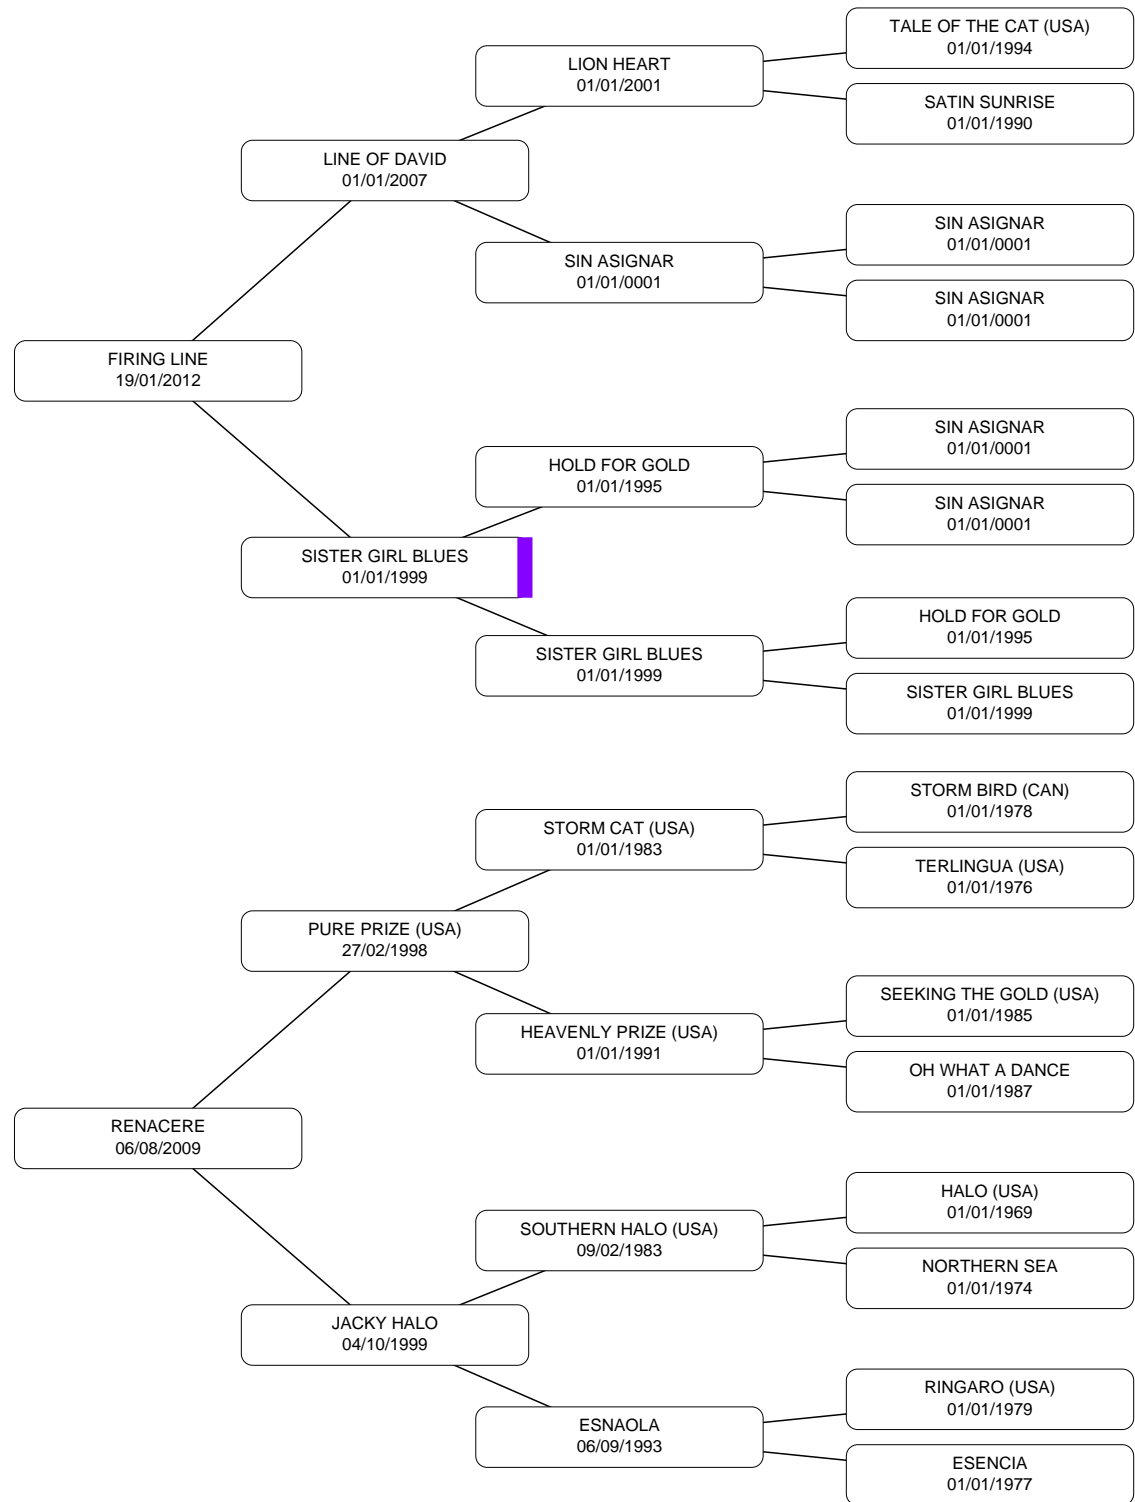 TALE OF THE CAT (USA)
01/01/1994
LION HEART
01/01/2001
SATIN SUNRISE
01/01/1990
LINE OF DAVID
01/01/2007
SIN ASIGNAR
01/01/0001
SIN ASIGNAR
01/01/0001
SIN ASIGNAR
01/01/0001
FIRING LINE
19/01/2012
SIN ASIGNAR
01/01/0001
HOLD FOR GOLD
01/01/1995
SIN ASIGNAR
01/01/0001
SISTER GIRL BLUES
01/01/1999
HOLD FOR GOLD
01/01/1995
SISTER GIRL BLUES
01/01/1999
SISTER GIRL BLUES
01/01/1999
STORM BIRD (CAN)
01/01/1978
STORM CAT (USA)
01/01/1983
TERLINGUA (USA)
01/01/1976
PURE PRIZE (USA)
27/02/1998
SEEKING THE GOLD (USA)
01/01/1985
HEAVENLY PRIZE (USA)
01/01/1991
OH WHAT A DANCE
01/01/1987
RENACERE
06/08/2009
HALO (USA)
01/01/1969
SOUTHERN HALO (USA)
09/02/1983
NORTHERN SEA
01/01/1974
JACKY HALO
04/10/1999
RINGARO (USA)
01/01/1979
ESNAOLA
06/09/1993
ESENCIA
01/01/1977